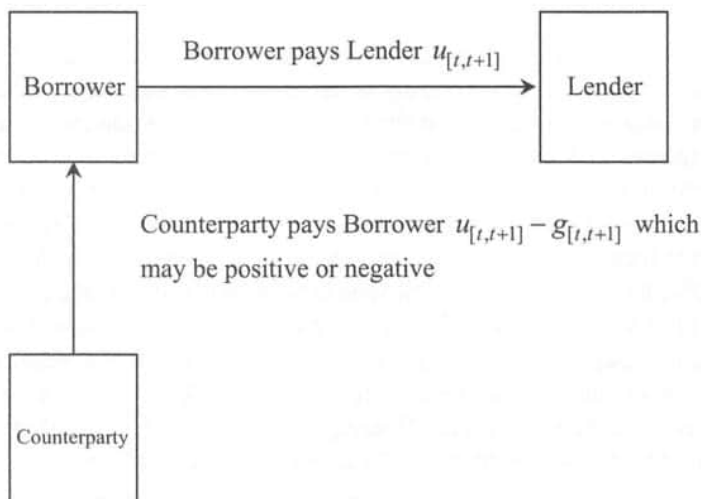 Borrower pays Lender u[t,t+1]
Borrower
Lender
Counterparty pays Borrower u[t,t+1] − g[t,t+1] which
may be positive or negative
Counterparty